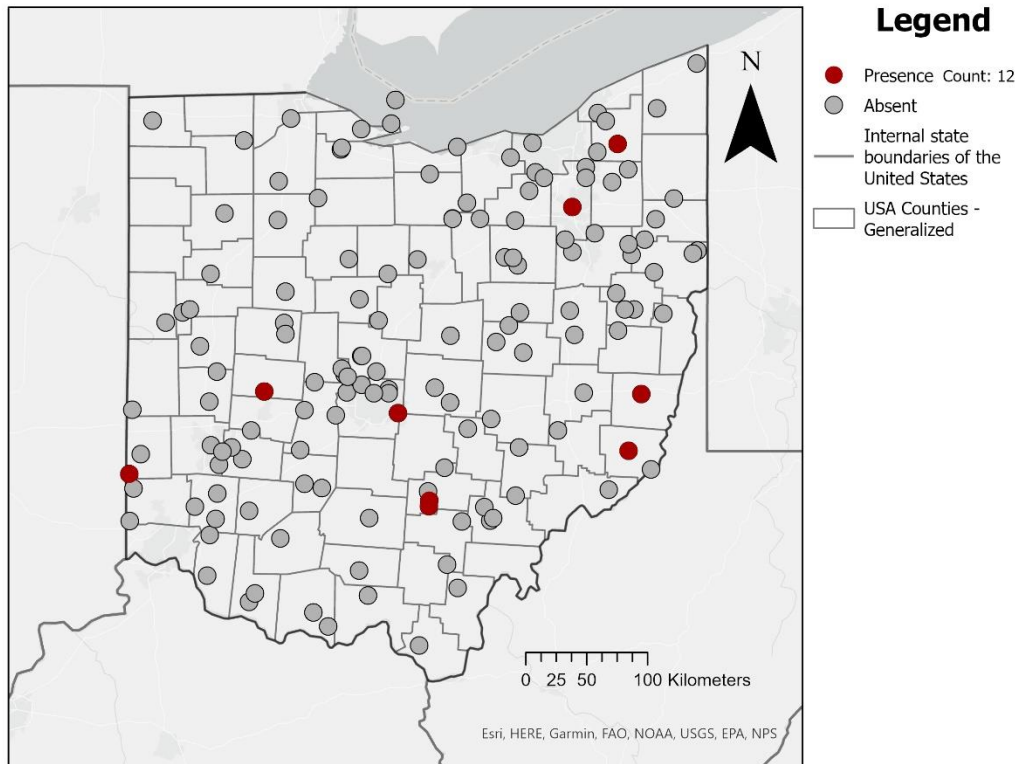 Legend
N
Presence Count: 12
Absent
Internal state
boundaries of the
United States
USA Counties -
Generalized
0 25 50 100 Kilometers
Esri, HERE, Garmin, FAO, NOAA, USGS, EPA, NPS